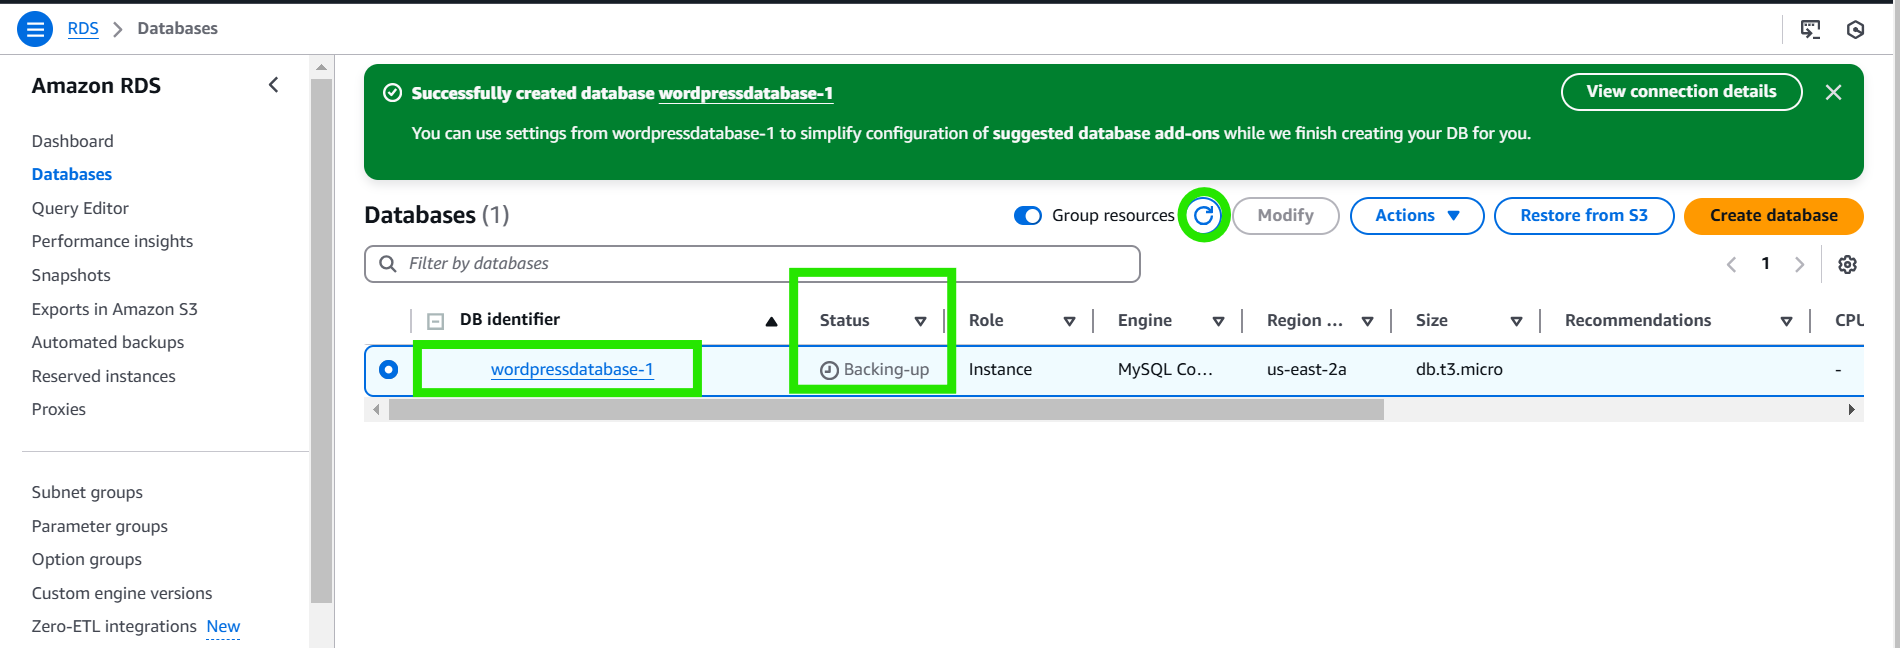 RDS > Databases
Amazon RDS
Dashboard
Databases
Query Editor
Performance insights
Snapshots
Exports in Amazon S3
Automated backups
Reserved instances
Proxies
Subnet groups
Parameter groups
Option groups
Custom engine versions
Zero-ETL integrations New
Successfully created database wordpressdatabase-1
View connection details
You can use settings from wordpressdatabase-1 to simplify configuration of suggested database add-ons while we finish creating your DB for you.
Databases (1)
Group resources
Modify
Actions
Restore from S3
Create database
Filter by databases
1
DB identifier Status Role Engine Region ... Size Recommendations CPU
wordpressdatabase-1 Backing-up Instance MySQL Co... us-east-2a db.t3.micro -